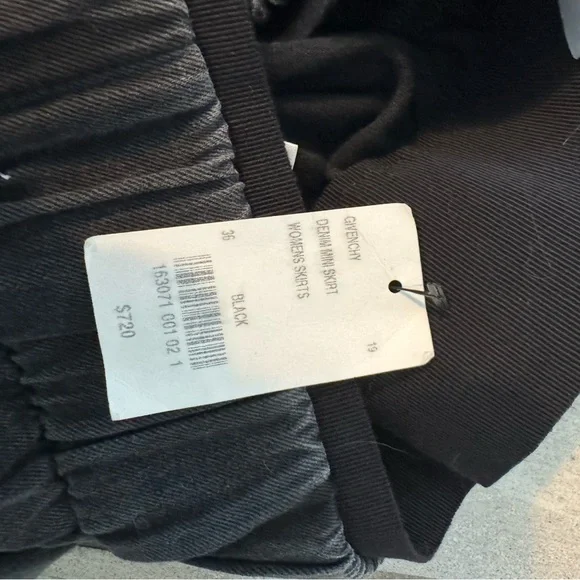 19
GIVENCHY
DENIM MINI SKIRT
WOMENS SKIRTS
36 BLACK
163071 001 02 1
$720